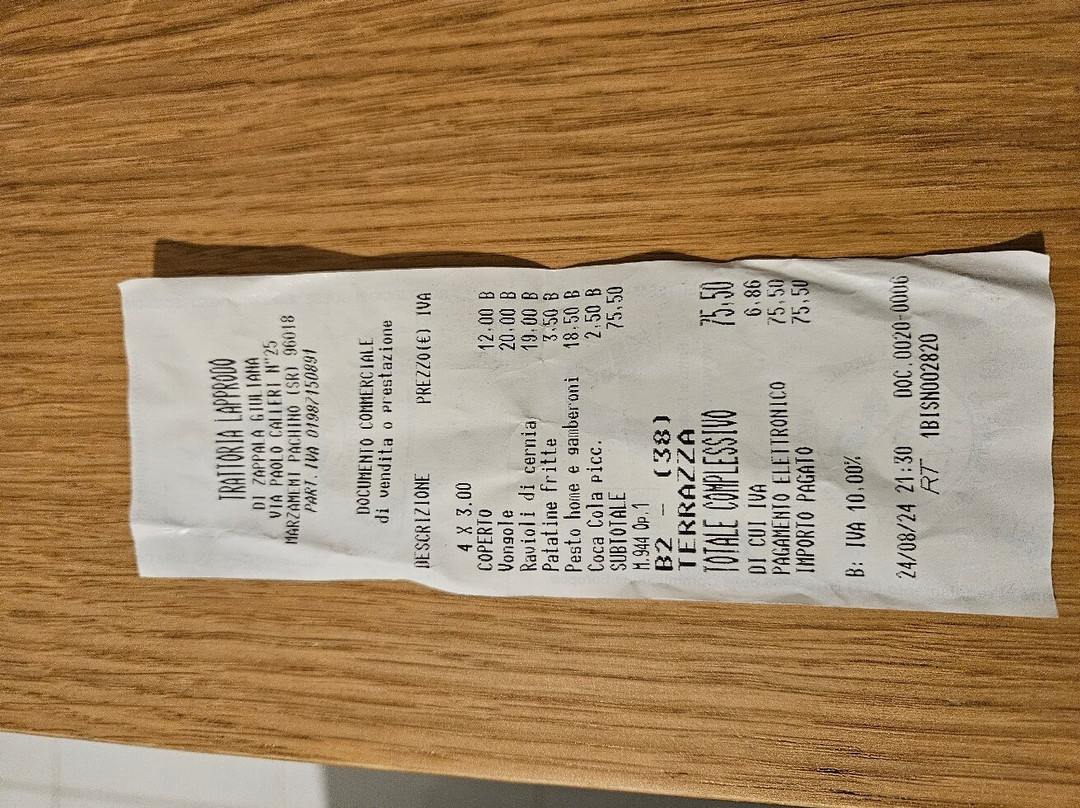 TRATTORIA LAPPRODO
DI ZAPPALA GIULIANA
VIA PAOLO CALLERI N°25
MARZAMEMI PACHINO (SR) 96018
PART. IVA 01987150891
DOCUMENTO COMMERCIALE
di vendita o prestazione
DESCRIZIONE PREZZO(€) IVA
4 X 3.00
COPERTO 12.00 B
Vongole 20.00 B
Ravioli di cernia 19.00 B
Patatine fritte 3.50 B
Pesto home e gamberoni 18.50 B
Coca Cola picc. 2.50 B
SUBTOTALE 75,50
M.944 Op.1
B2 - (38)
TERRAZZA
TOTALE COMPLESSIVO 75,50
DI CUI IVA 6,86
PAGAMENTO ELETTRONICO 75,50
IMPORTO PAGATO 75,50
B: IVA 10.00%
24/08/24 21:30 DOC.0020-0006
RT 1BISN002820